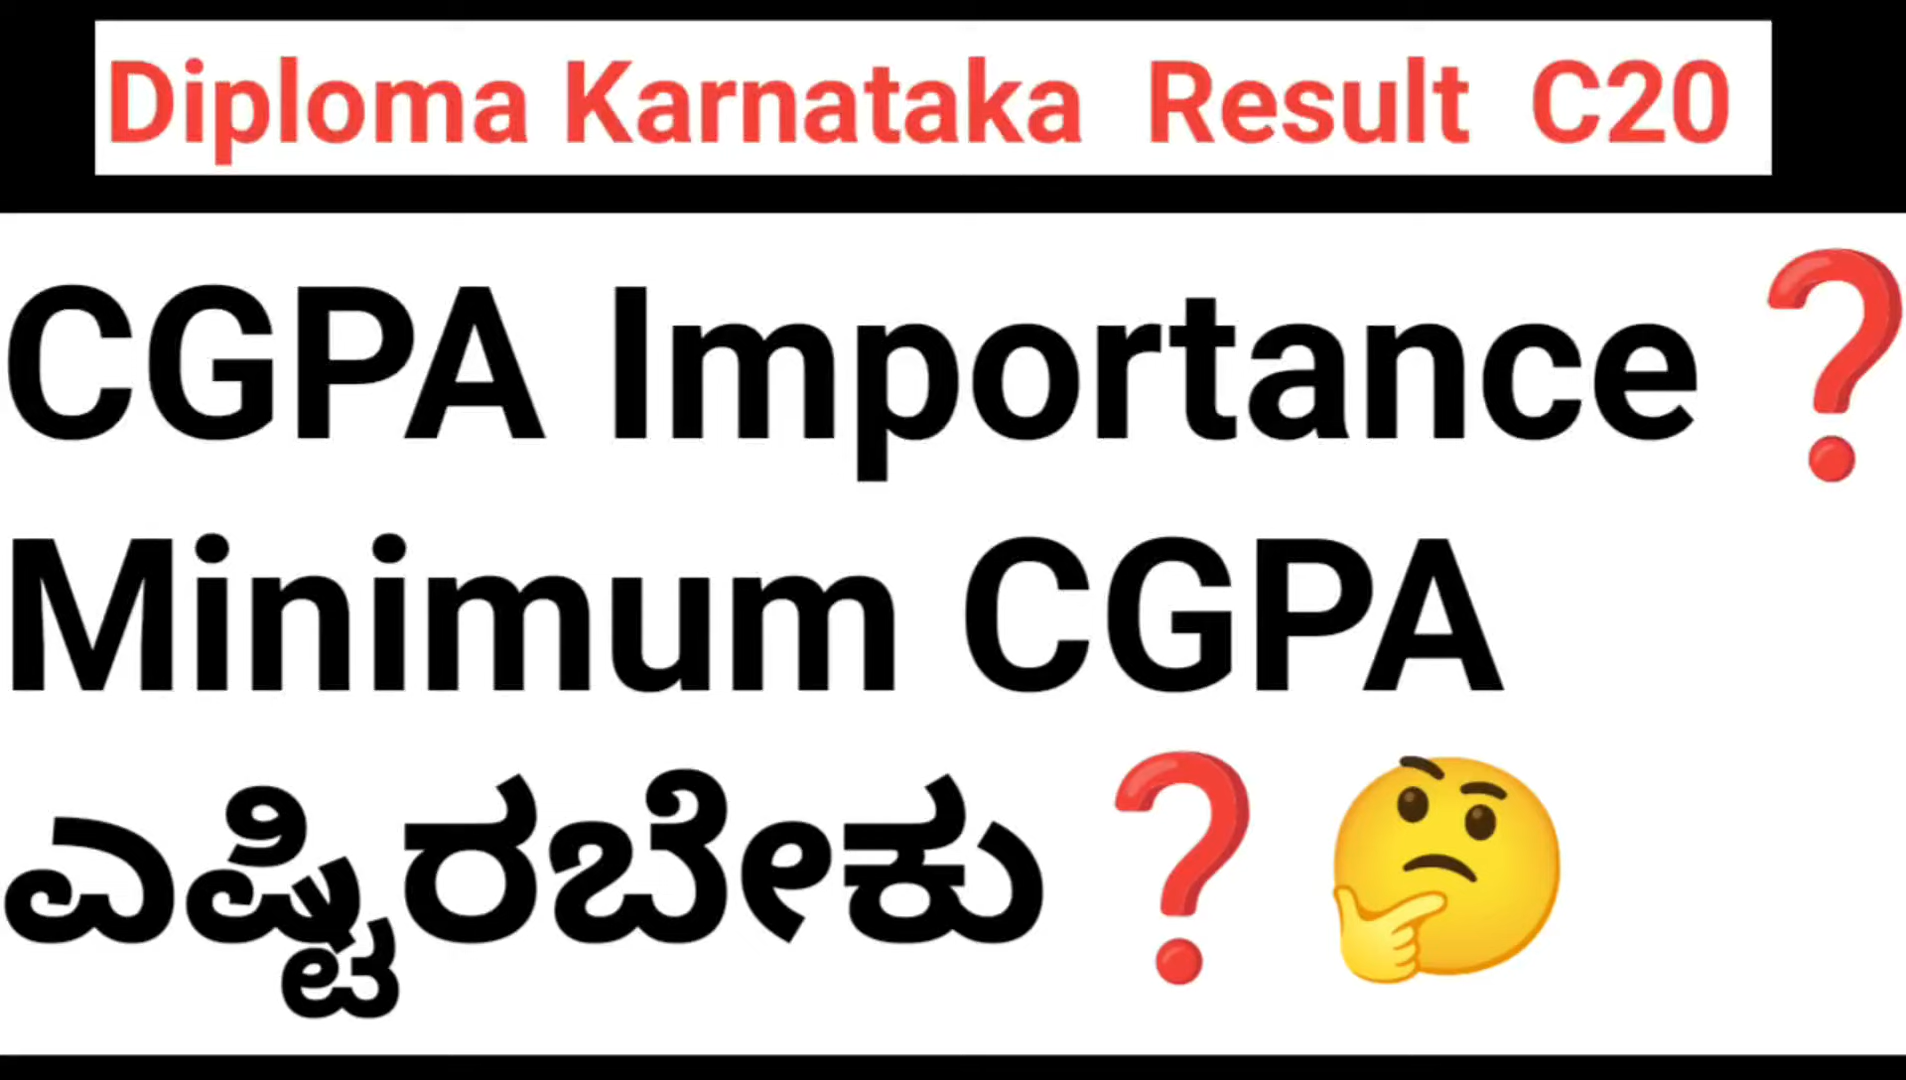 Diploma Karnataka Result C20
CGPA Importance❓
Minimum CGPA
ಎಷ್ಟಿರಬೇಕು❓🤔